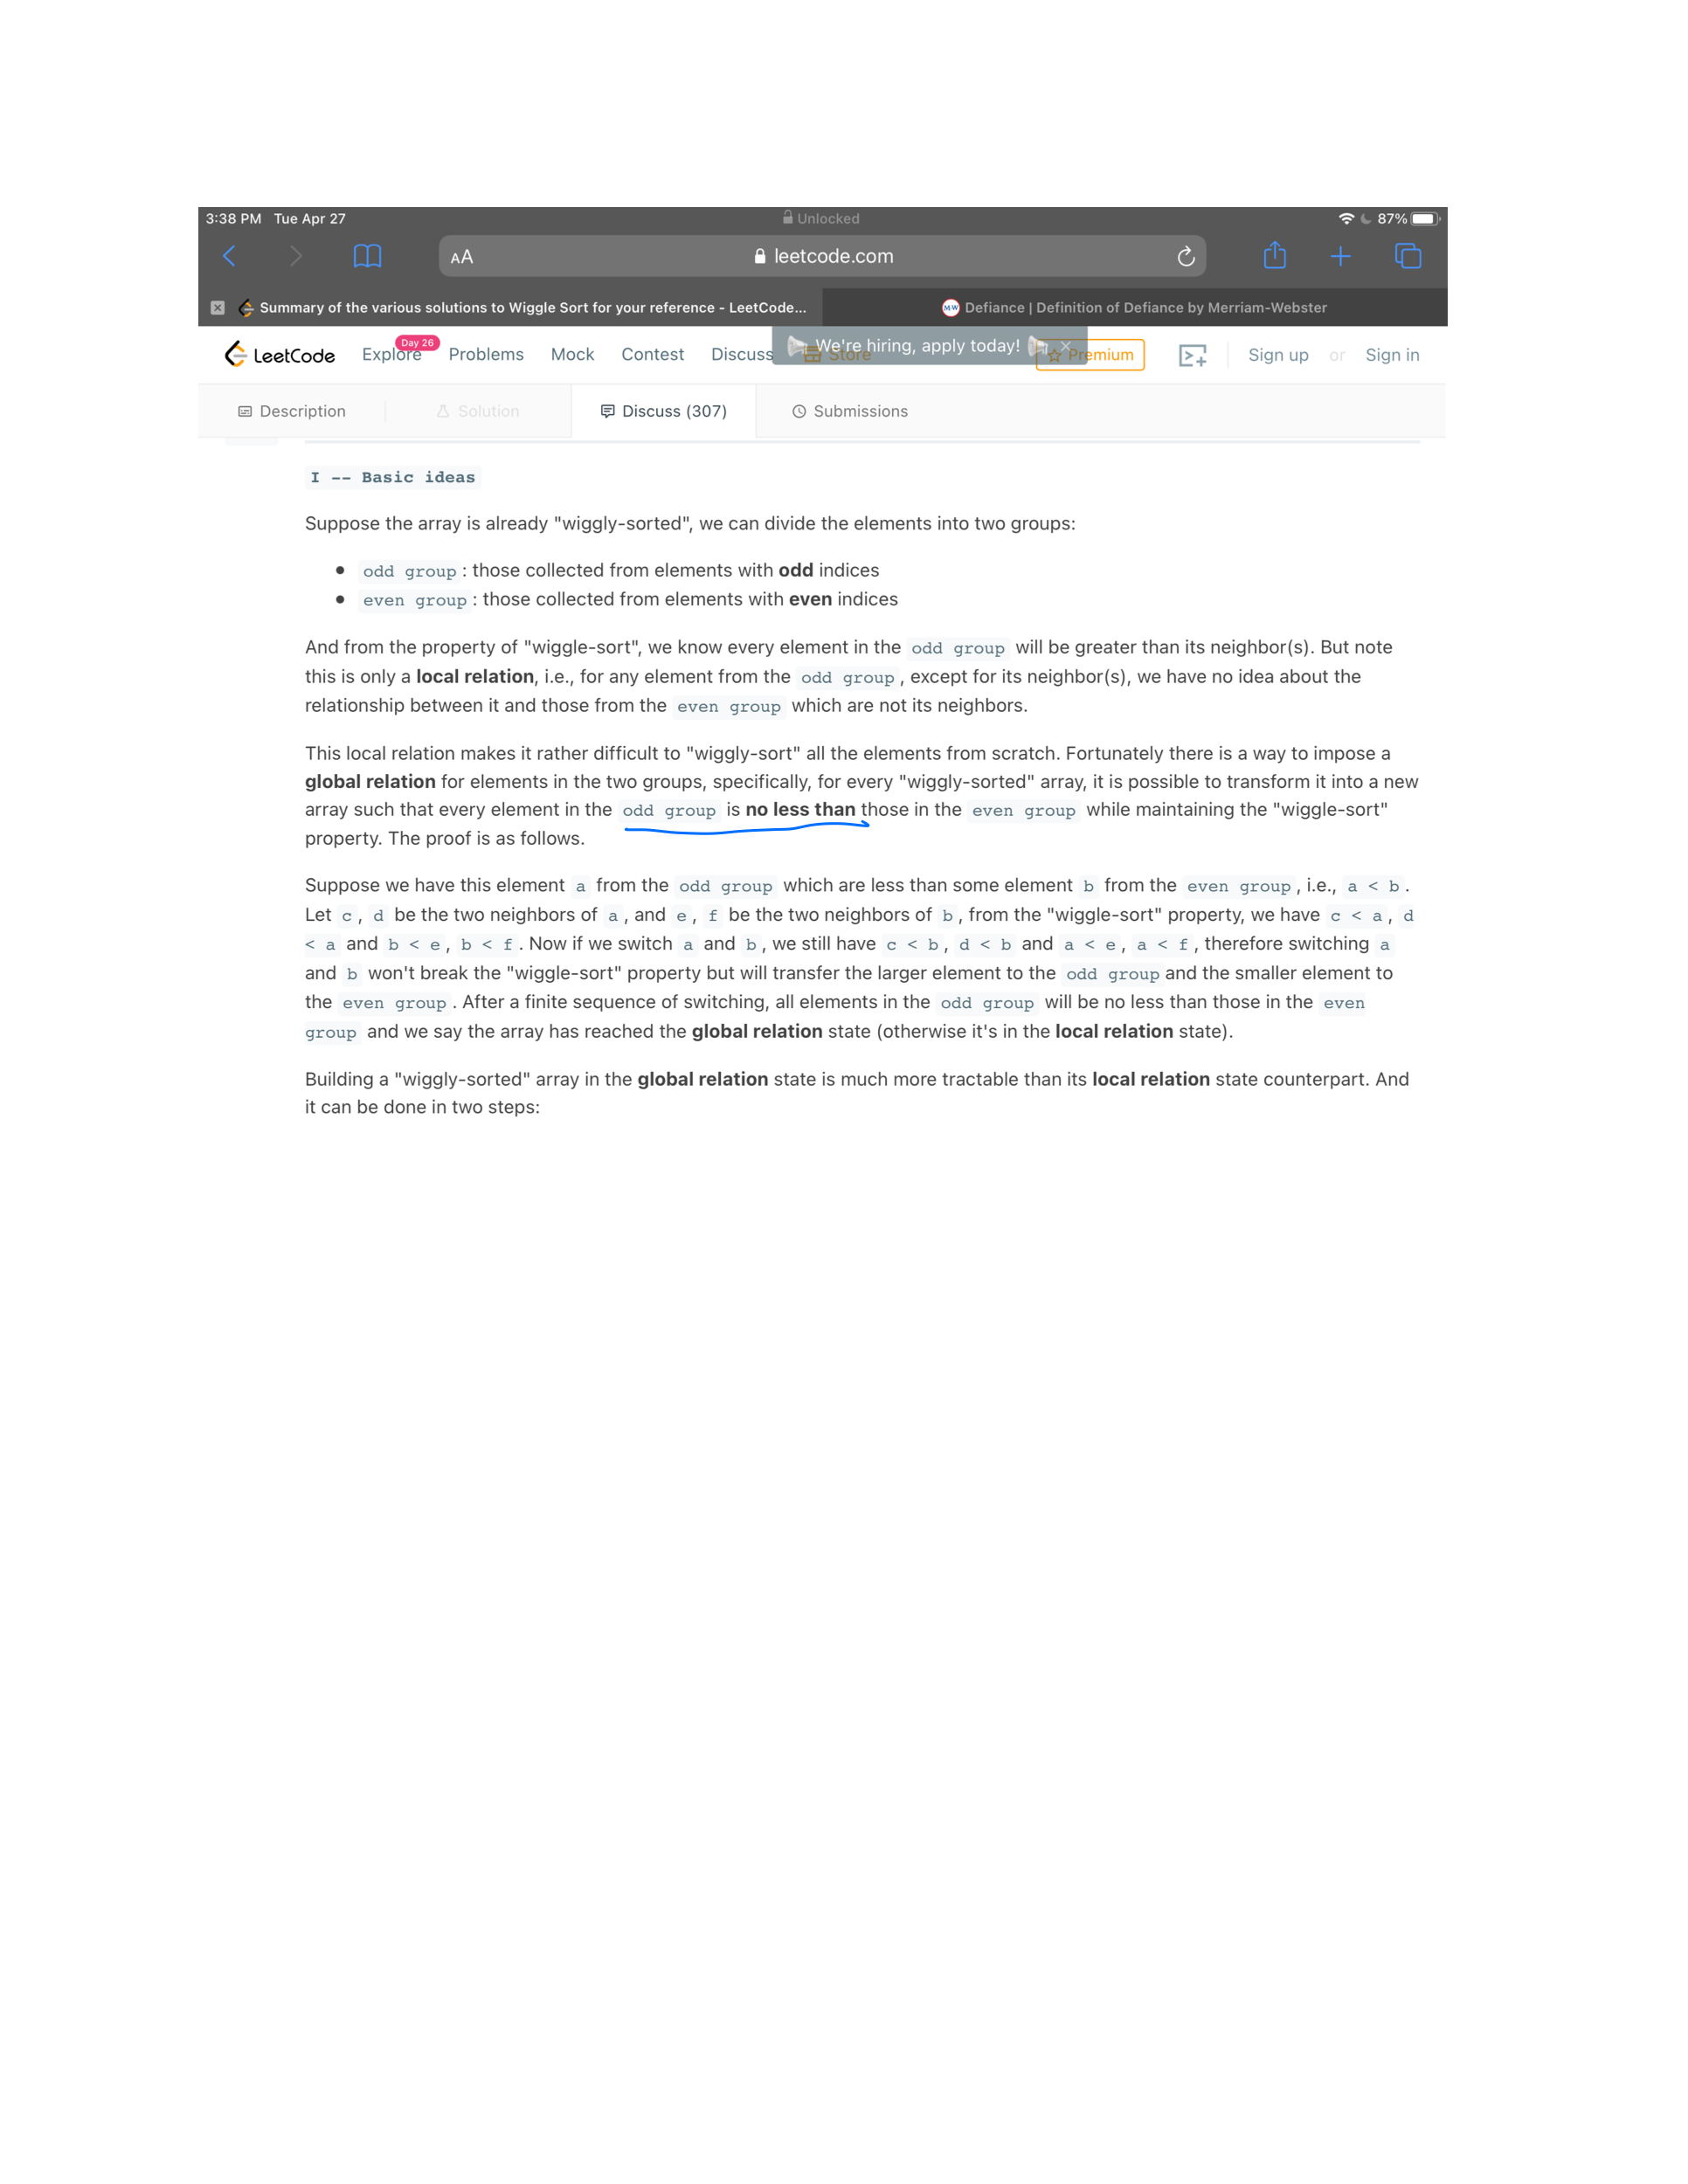 3:38 PM Tue Apr 27 Unlocked 87%
AA leetcode.com
Summary of the various solutions to Wiggle Sort for your reference - LeetCode... Defiance | Definition of Defiance by Merriam-Webster
We're hiring, apply today!
LeetCode Explore Day 26 Problems Mock Contest Discuss Store Premium Sign up or Sign in
Description Solution Discuss (307) Submissions
I -- Basic ideas
Suppose the array is already "wiggly-sorted", we can divide the elements into two groups:
• odd group : those collected from elements with odd indices
• even group : those collected from elements with even indices
And from the property of "wiggle-sort", we know every element in the odd group will be greater than its neighbor(s). But note
this is only a local relation, i.e., for any element from the odd group , except for its neighbor(s), we have no idea about the
relationship between it and those from the even group which are not its neighbors.
This local relation makes it rather difficult to "wiggly-sort" all the elements from scratch. Fortunately there is a way to impose a
global relation for elements in the two groups, specifically, for every "wiggly-sorted" array, it is possible to transform it into a new
array such that every element in the odd group is no less than those in the even group while maintaining the "wiggle-sort"
property. The proof is as follows.
Suppose we have this element a from the odd group which are less than some element b from the even group , i.e., a < b .
Let c , d be the two neighbors of a , and e , f be the two neighbors of b , from the "wiggle-sort" property, we have c < a , d
< a and b < e , b < f . Now if we switch a and b , we still have c < b , d < b and a < e , a < f , therefore switching a
and b won't break the "wiggle-sort" property but will transfer the larger element to the odd group and the smaller element to
the even group . After a finite sequence of switching, all elements in the odd group will be no less than those in the even
group and we say the array has reached the global relation state (otherwise it's in the local relation state).
Building a "wiggly-sorted" array in the global relation state is much more tractable than its local relation state counterpart. And
it can be done in two steps: